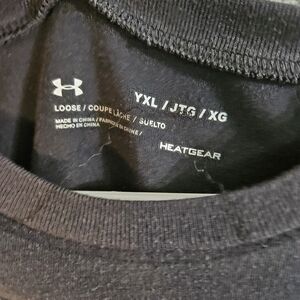 YXL / JTG / XG
LOOSE / COUPE LÂCHE / SUELTO
MADE IN CHINA / FABRIQUÉ EN CHINE /
HECHO EN CHINA
HEATGEAR